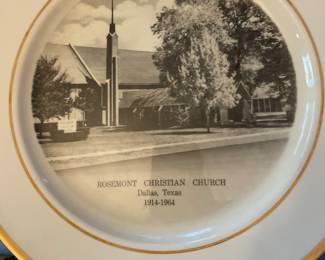 ROSEMONT CHRISTIAN CHURCH
Dallas, Texas
1914-1964